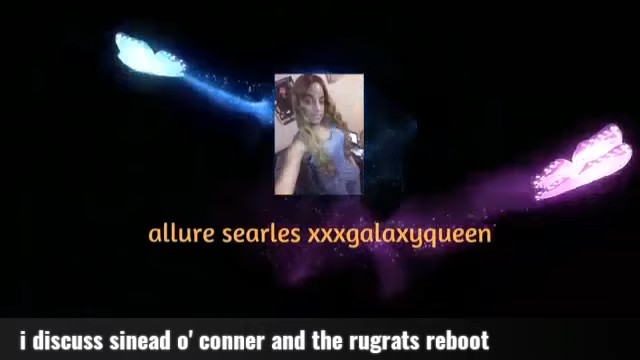 allure searles xxxgalaxyqueen
i discuss sinead o' conner and the rugrats reboot